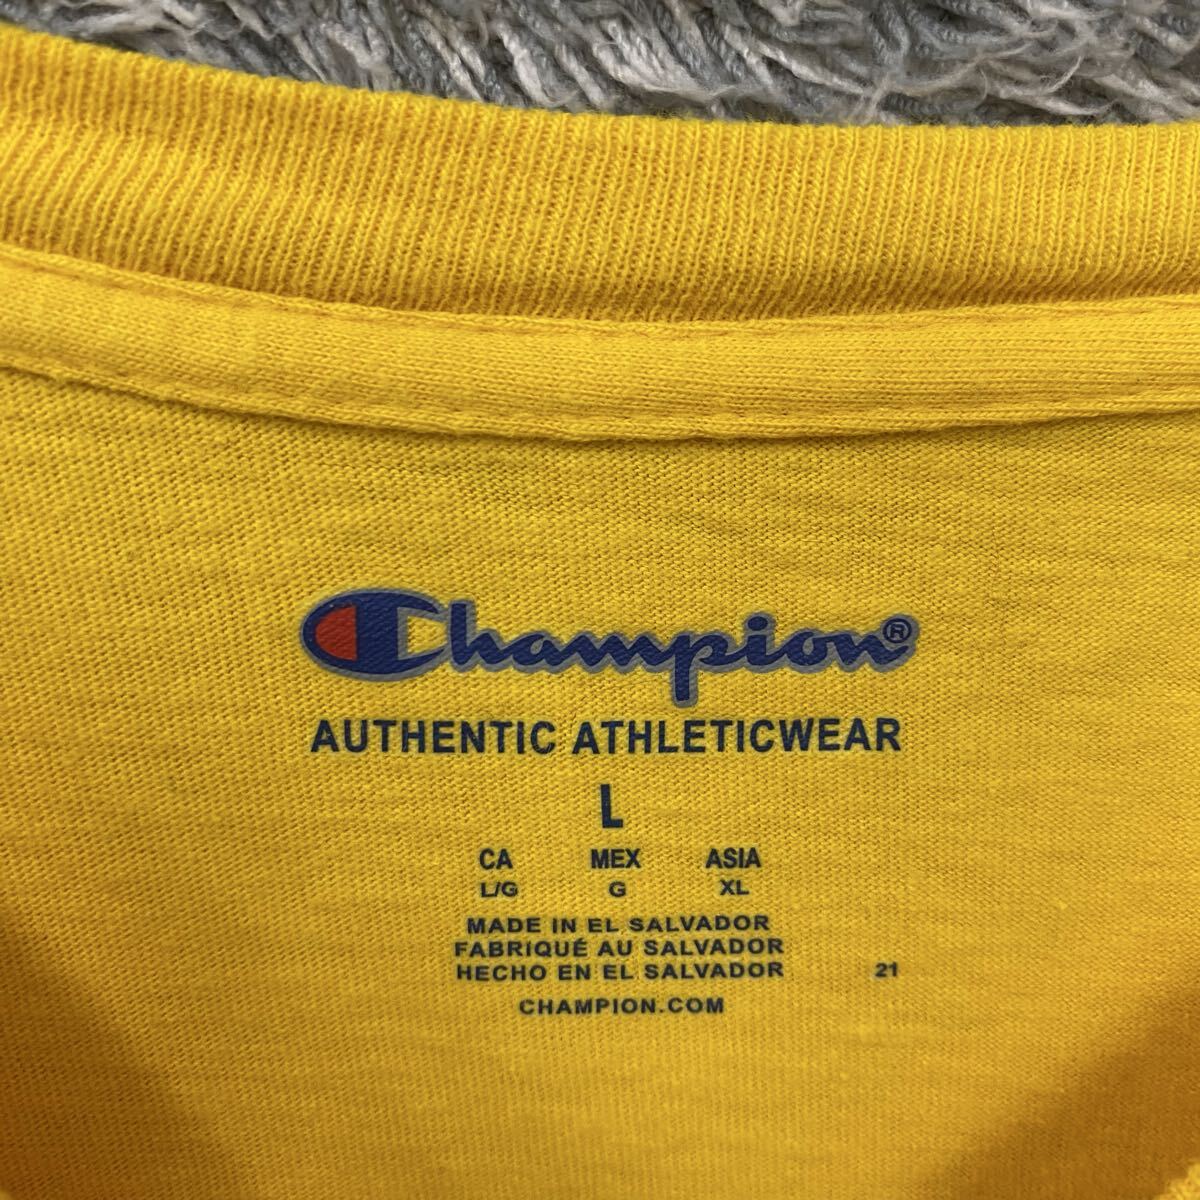 Champion®
AUTHENTIC ATHLETICWEAR
L
CA MEX ASIA
L/G G XL
MADE IN EL SALVADOR
FABRIQUÉ AU SALVADOR
HECHO EN EL SALVADOR 21
CHAMPION.COM